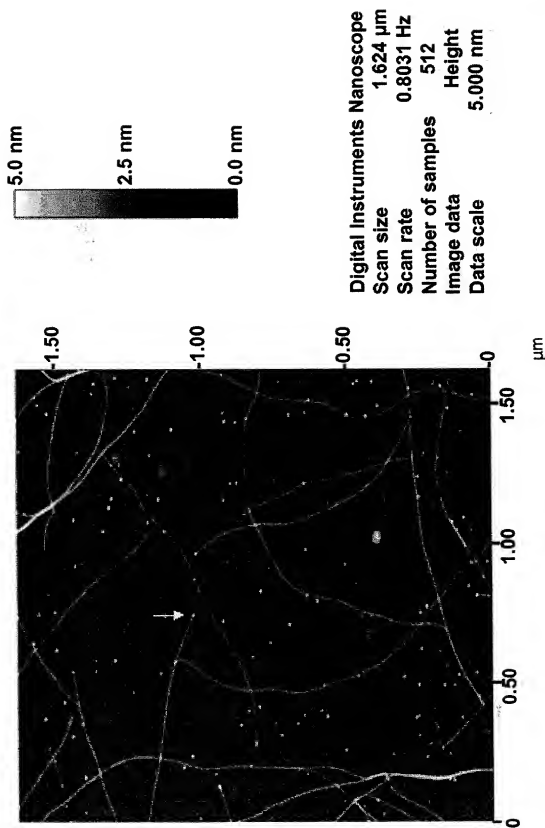 5.0 nm
2.5 nm
0.0 nm
Digital Instruments Nanoscope
Scan size 1.624 µm
Scan rate 0.8031 Hz
Number of samples 512
Image data Height
Data scale 5.000 nm
-1.50
-1.00
-0.50
-0
0
0.50
1.00
1.50
µm